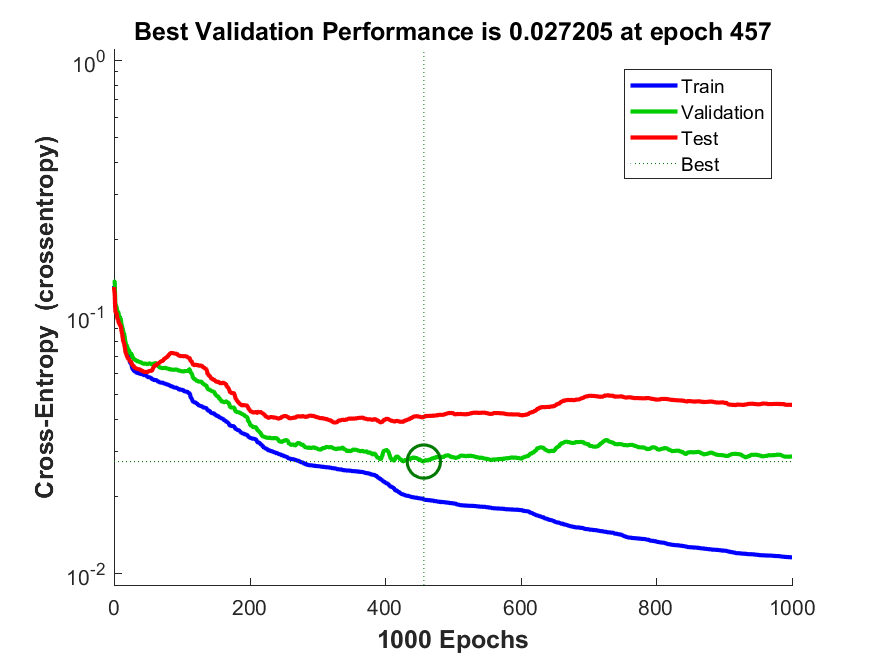 Best Validation Performance is 0.027205 at epoch 457
Cross-Entropy (crossentropy)
10^0
10^-1
10^-2
Train
Validation
Test
Best
0 200 400 600 800 1000
1000 Epochs